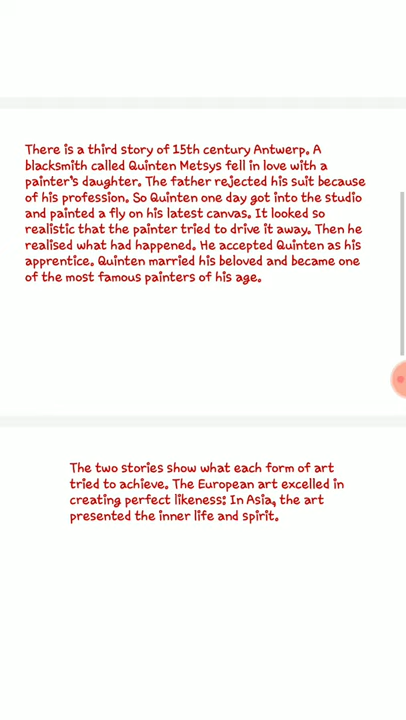 There is a third story of 15th century Antwerp. A
blacksmith called Quinten Metsys fell in love with a
painter's daughter. The father rejected his suit because
of his profession. So Quinten one day got into the studio
and painted a fly on his latest canvas. It looked so
realistic that the painter tried to drive it away. Then he
realised what had happened. He accepted Quinten as his
apprentice. Quinten married his beloved and became one
of the most famous painters of his age.
The two stories show what each form of art
tried to achieve. The European art excelled in
creating perfect likeness: In Asia, the art
presented the inner life and spirit.